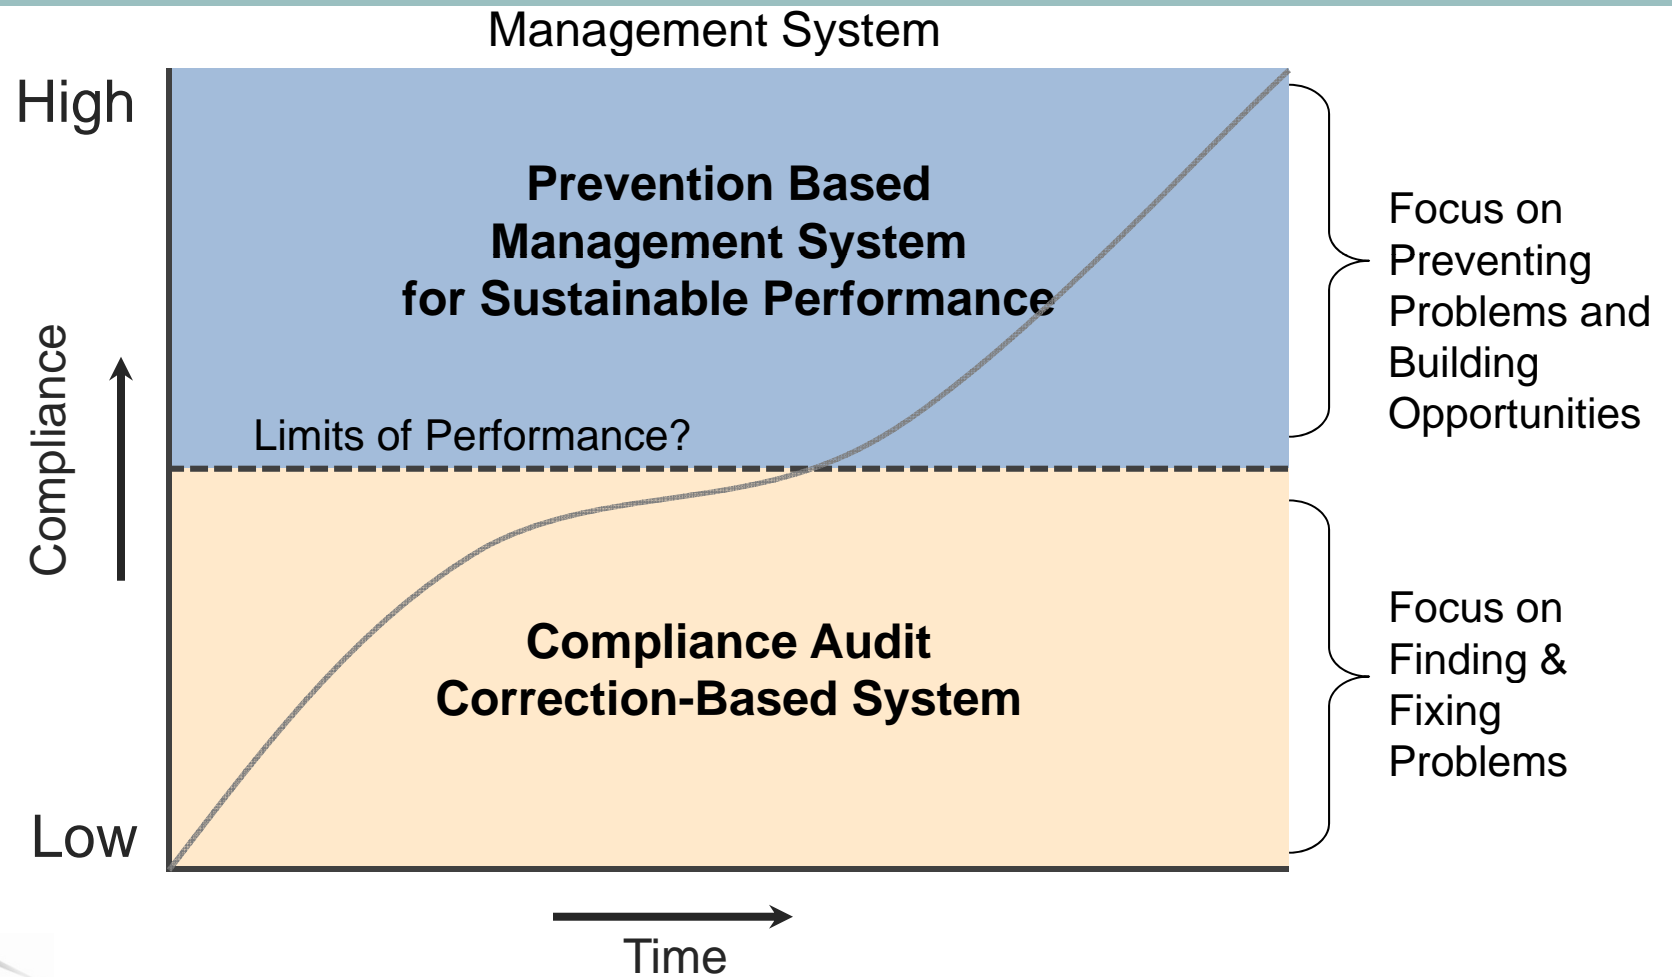 Management System
High
Prevention Based
Management System
for Sustainable Performance
Focus on
Preventing
Problems and
Building
Opportunities
Compliance
Limits of Performance?
Compliance Audit
Correction-Based System
Focus on
Finding &
Fixing
Problems
Low
Time